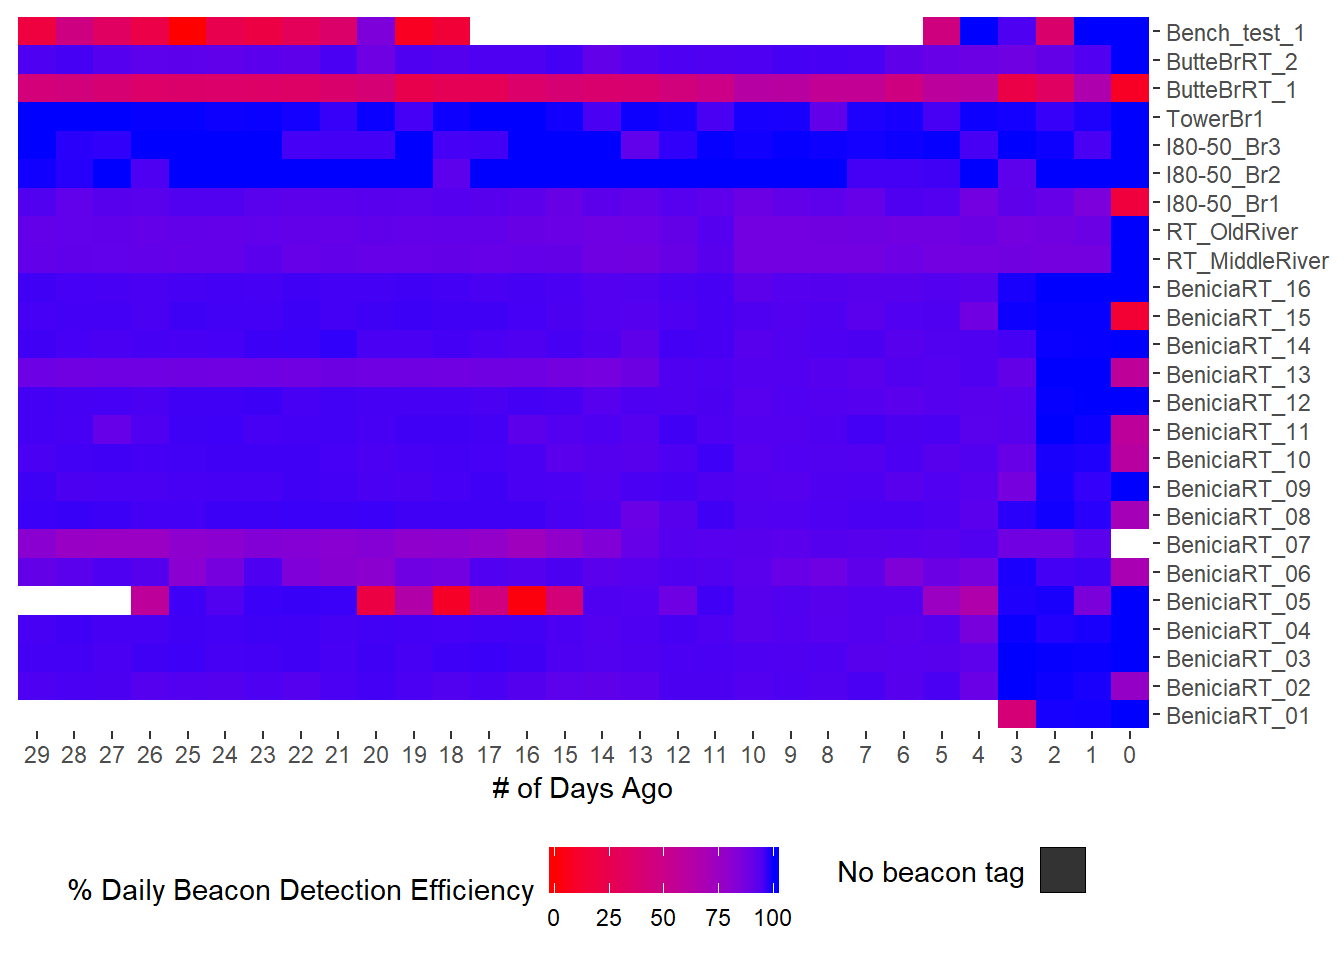 Bench_test_1
ButteBrRT_2
ButteBrRT_1
TowerBr1
I80-50_Br3
I80-50_Br2
I80-50_Br1
RT_OldRiver
RT_MiddleRiver
BeniciaRT_16
BeniciaRT_15
BeniciaRT_14
BeniciaRT_13
BeniciaRT_12
BeniciaRT_11
BeniciaRT_10
BeniciaRT_09
BeniciaRT_08
BeniciaRT_07
BeniciaRT_06
BeniciaRT_05
BeniciaRT_04
BeniciaRT_03
BeniciaRT_02
BeniciaRT_01
29 28 27 26 25 24 23 22 21 20 19 18 17 16 15 14 13 12 11 10 9 8 7 6 5 4 3 2 1 0
# of Days Ago
% Daily Beacon Detection Efficiency
0 25 50 75 100
No beacon tag